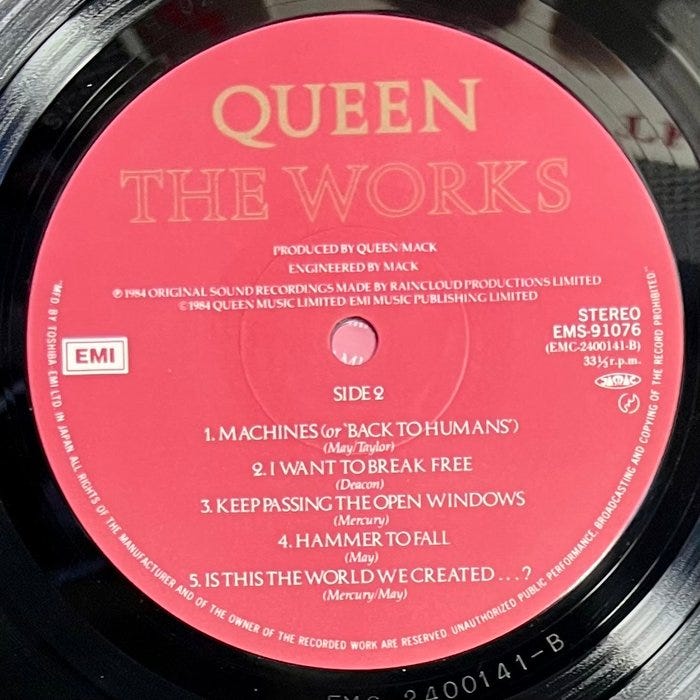 QUEEN
THE WORKS
PRODUCED BY QUEEN/MACK
ENGINEERED BY MACK
℗1984 ORIGINAL SOUND RECORDINGS MADE BY RAINCLOUD PRODUCTIONS LIMITED
©1984 QUEEN MUSIC LIMITED/EMI MUSIC PUBLISHING LIMITED
EMI
STEREO
EMS-91076
(EMC-2400141-B)
33⅓ r.p.m.
JASRAC
SIDE 2
1. MACHINES (or 'BACK TO HUMANS')
(May/Taylor)
2. I WANT TO BREAK FREE
(Deacon)
3. KEEP PASSING THE OPEN WINDOWS
(Mercury)
4. HAMMER TO FALL
(May)
5. IS THIS THE WORLD WE CREATED...?
(Mercury/May)
"MFD. BY TOSHIBA EMI LTD. IN JAPAN. ALL RIGHTS OF THE MANUFACTURER AND OF THE OWNER OF THE RECORDED WORK ARE RESERVED. UNAUTHORIZED PUBLIC PERFORMANCE, BROADCASTING AND COPYING OF THE RECORD PROHIBITED."
EMC 2400141-B